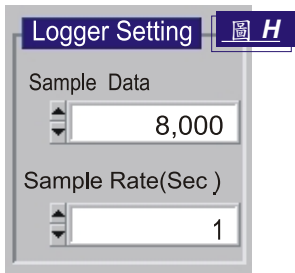 Logger Setting 圖 H
Sample Data
8,000
Sample Rate(Sec )
1